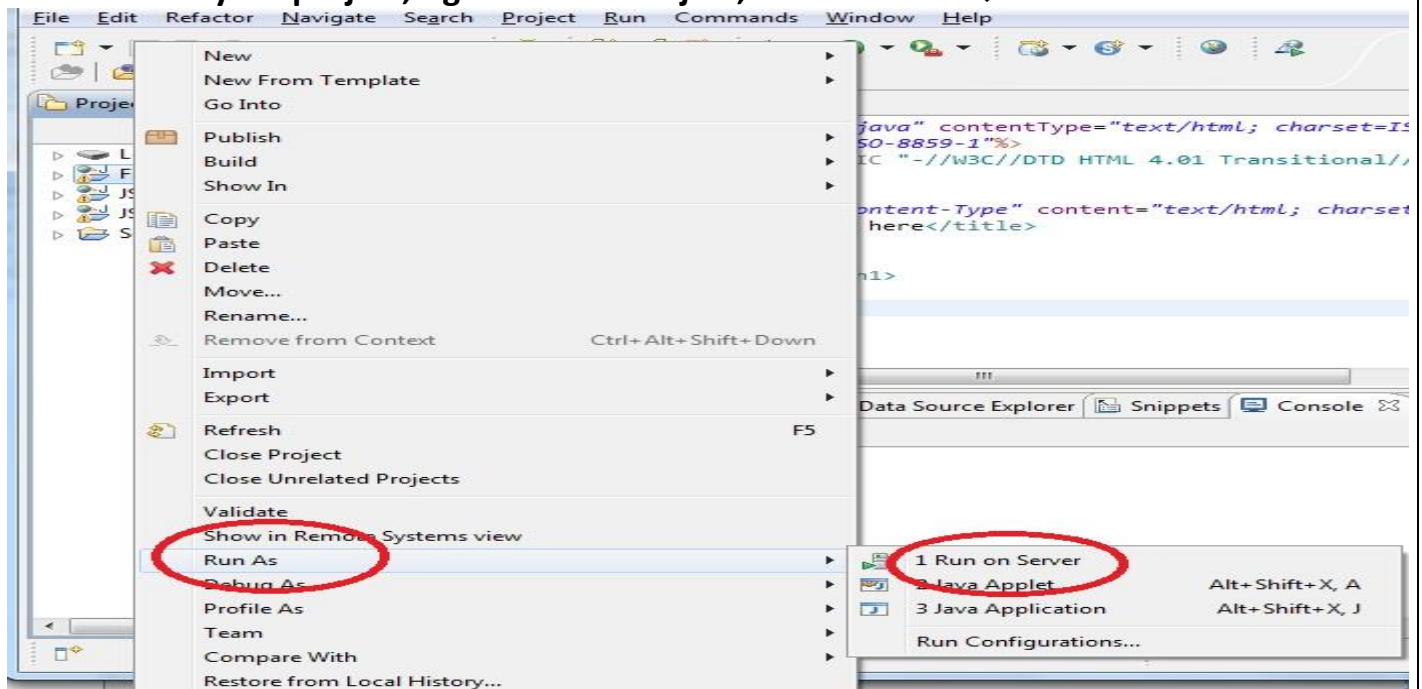 File Edit Refactor Navigate Search Project Run Commands Window Help
New
New From Template
Go Into
Publish
Build
Show In
Copy
Paste
Delete
Move...
Rename...
Remove from Context Ctrl+Alt+Shift+Down
Import
Export
Refresh F5
Close Project
Close Unrelated Projects
Validate
Show in Remote Systems view
Run As
Debug As
Profile As
Team
Compare With
Restore from Local History...
Proje
L
F
JS
JS
S
java" contentType="text/html; charset=IS
SO-8859-1"%>
IC "-//W3C//DTD HTML 4.01 Transitional//
ontent-Type" content="text/html; charset
here</title>
h1>
Data Source Explorer Snippets Console
1 Run on Server
2 Java Applet Alt+Shift+X, A
3 Java Application Alt+Shift+X, J
Run Configurations...